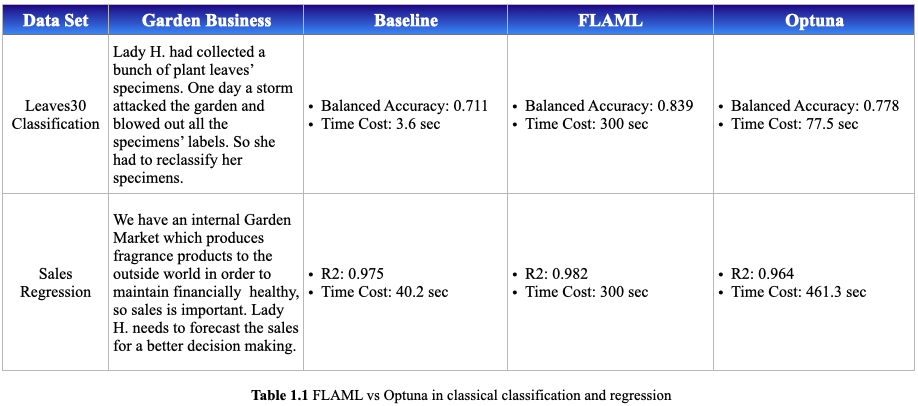 Data Set
Garden Business
Baseline
FLAML
Optuna
Leaves30
Classification
Lady H. had collected a
bunch of plant leaves’
specimens. One day a storm
attacked the garden and
blowed out all the
specimens’ labels. So she
had to reclassify her
specimens.
• Balanced Accuracy: 0.711
• Time Cost: 3.6 sec
• Balanced Accuracy: 0.839
• Time Cost: 300 sec
• Balanced Accuracy: 0.778
• Time Cost: 77.5 sec
Sales
Regression
We have an internal Garden
Market which produces
fragrance products to the
outside world in order to
maintain financially healthy,
so sales is important. Lady
H. needs to forecast the sales
for a better decision making.
• R2: 0.975
• Time Cost: 40.2 sec
• R2: 0.982
• Time Cost: 300 sec
• R2: 0.964
• Time Cost: 461.3 sec
Table 1.1 FLAML vs Optuna in classical classification and regression